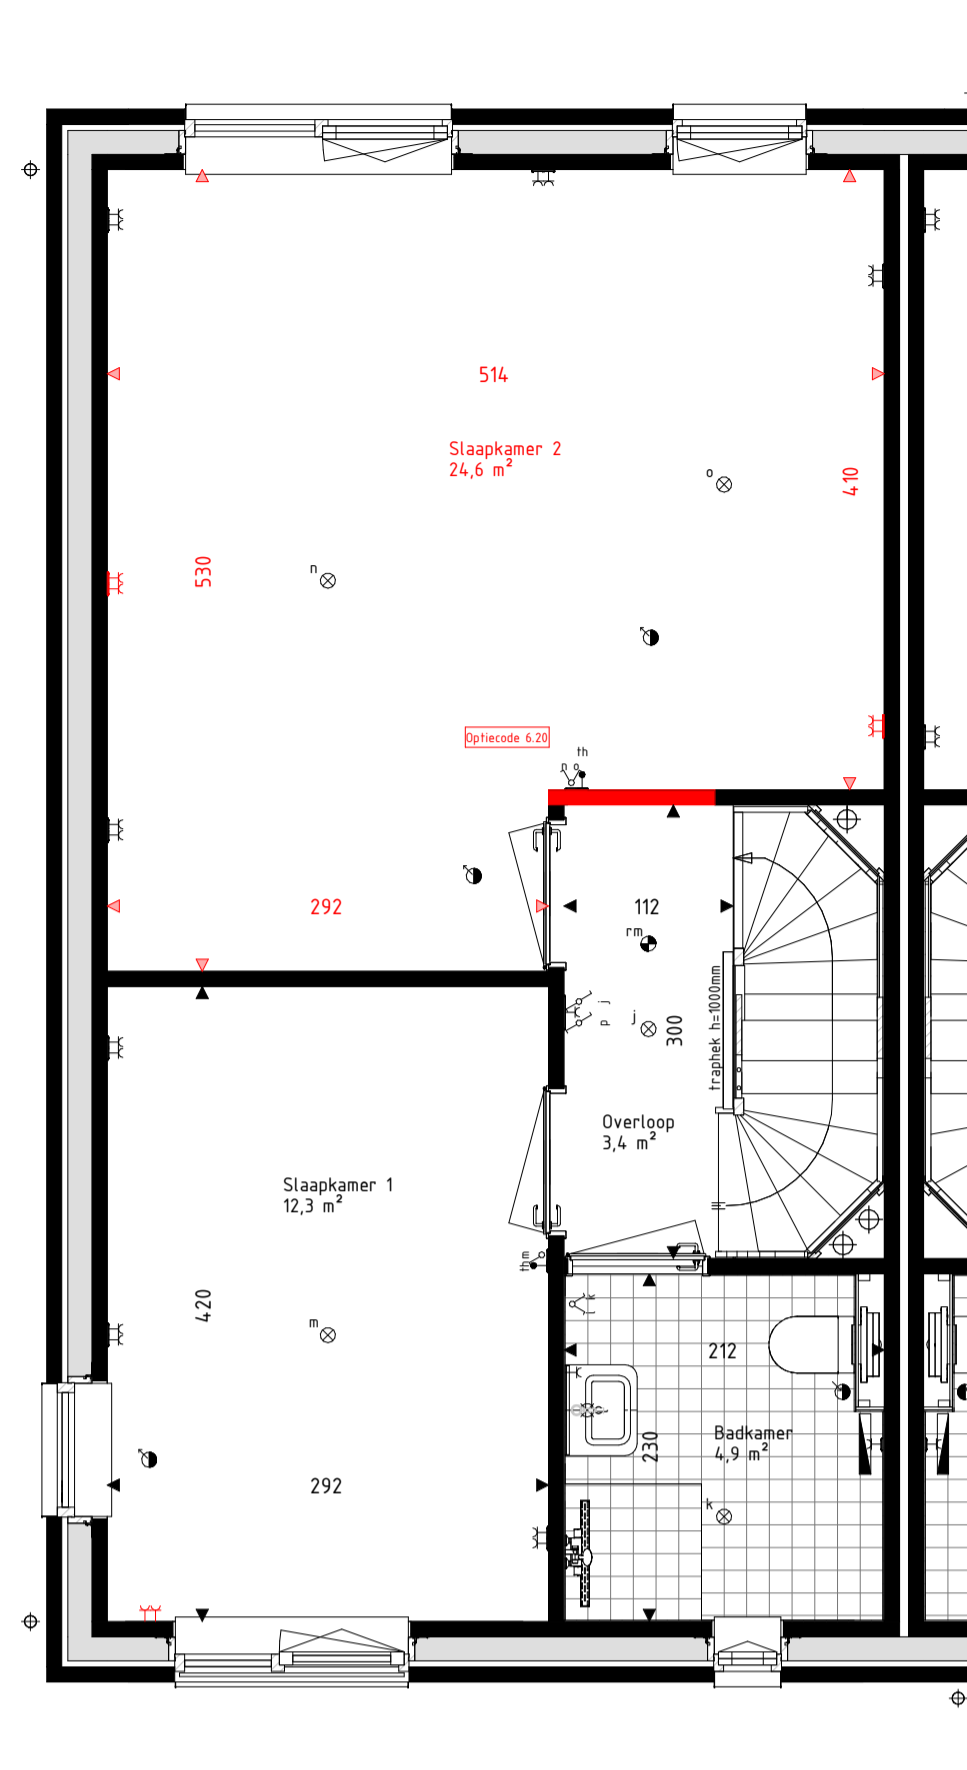 514
Slaapkamer 2
24,6 m²
o
410
530
n
Optiecode 6.20
th
n o
292
112
rm
j
p
j
300
traphek h=1000mm
Overloop
3,4 m²
Slaapkamer 1
12,3 m²
thm
k
l
420
m
212
Badkamer
4,9 m²
230
292
k